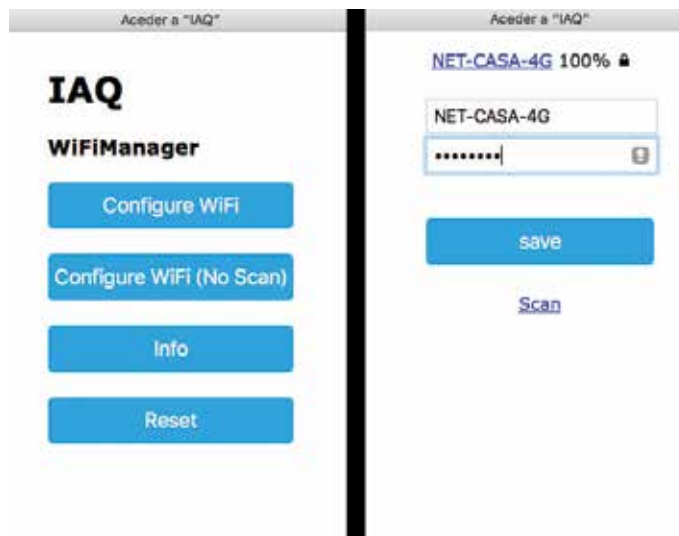 Aceder a "IAQ"
IAQ
WiFiManager
Configure WiFi
Configure WiFi (No Scan)
Info
Reset
Aceder a "IAQ"
NET-CASA-4G 100%
NET-CASA-4G
••••••••
save
Scan